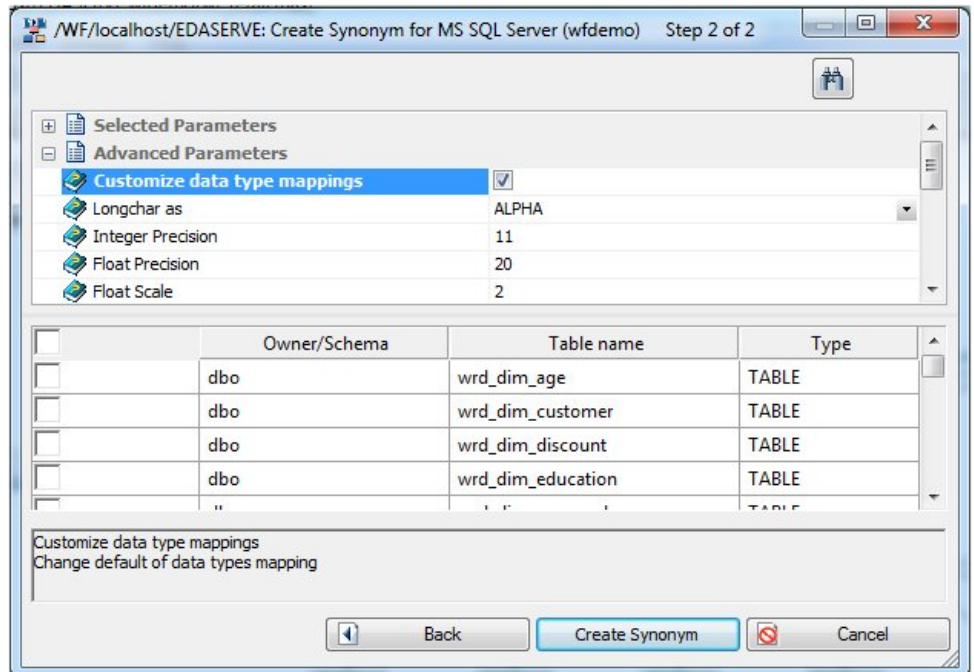 /WF/localhost/EDASERVE: Create Synonym for MS SQL Server (wfdemo) Step 2 of 2
Selected Parameters
Advanced Parameters
Customize data type mappings
Longchar as ALPHA
Integer Precision 11
Float Precision 20
Float Scale 2
Owner/Schema Table name Type
dbo wrd_dim_age TABLE
dbo wrd_dim_customer TABLE
dbo wrd_dim_discount TABLE
dbo wrd_dim_education TABLE
Customize data type mappings
Change default of data types mapping
Back Create Synonym Cancel